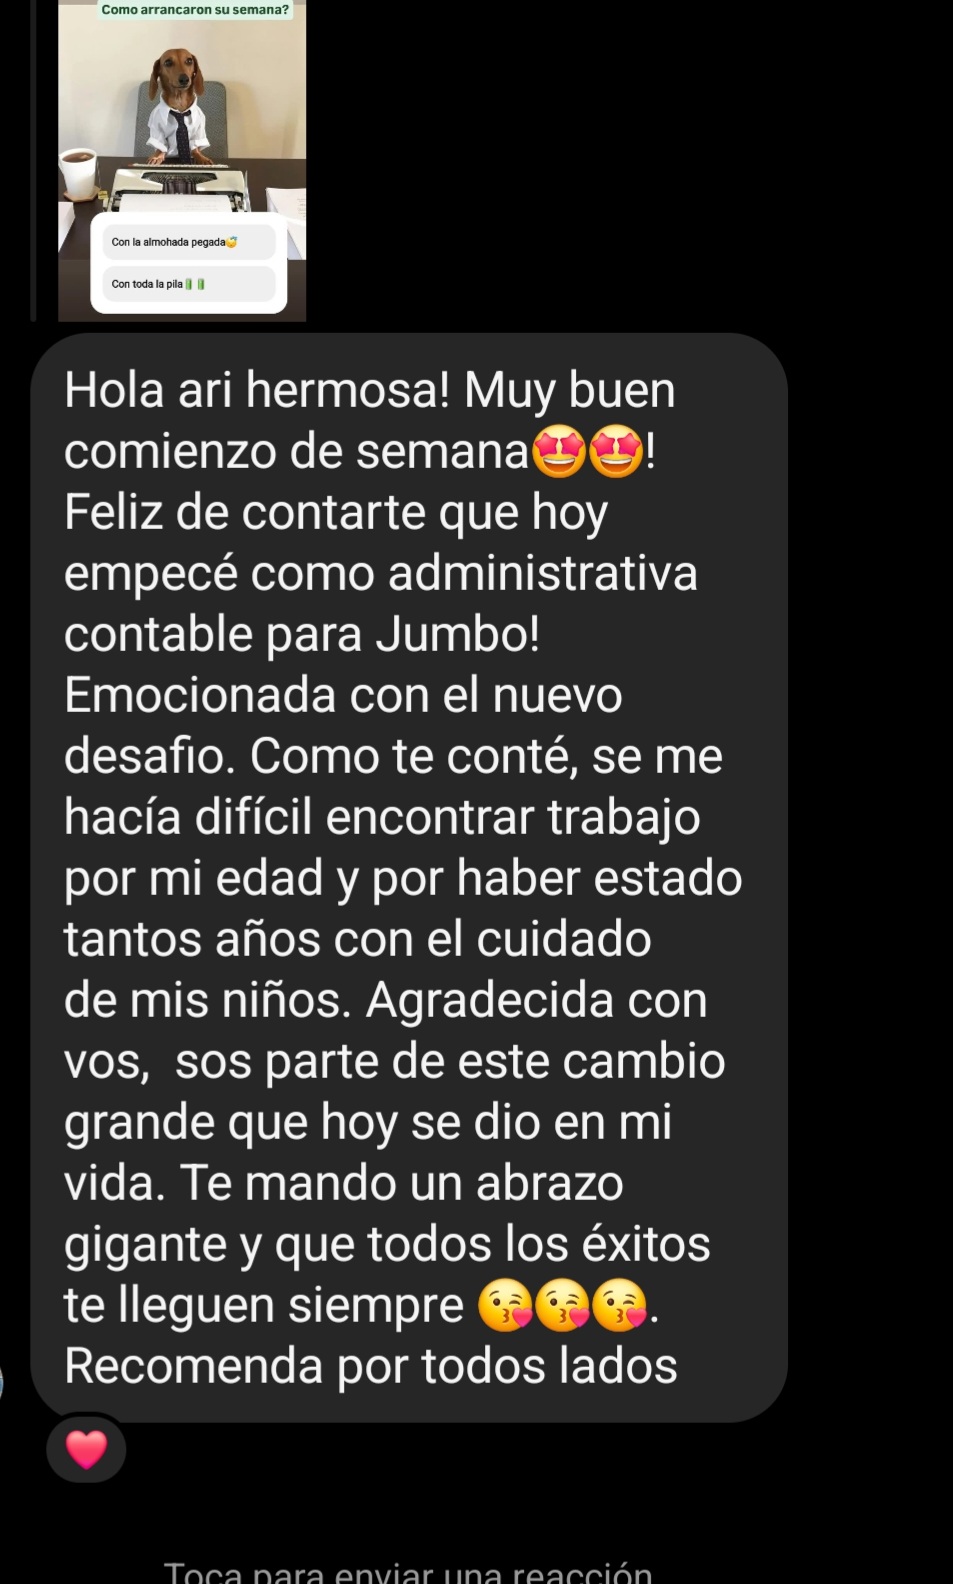 Como arrancaron su semana?
Con la almohada pegada😴
Con toda la pila🔋🔋
Hola ari hermosa! Muy buen
comienzo de semana🤩🤩!
Feliz de contarte que hoy
empecé como administrativa
contable para Jumbo!
Emocionada con el nuevo
desafio. Como te conté, se me
hacía difícil encontrar trabajo
por mi edad y por haber estado
tantos años con el cuidado
de mis niños. Agradecida con
vos,  sos parte de este cambio
grande que hoy se dio en mi
vida. Te mando un abrazo
gigante y que todos los éxitos
te lleguen siempre 😘😘😘.
Recomenda por todos lados
❤️
Toca para enviar una reacción